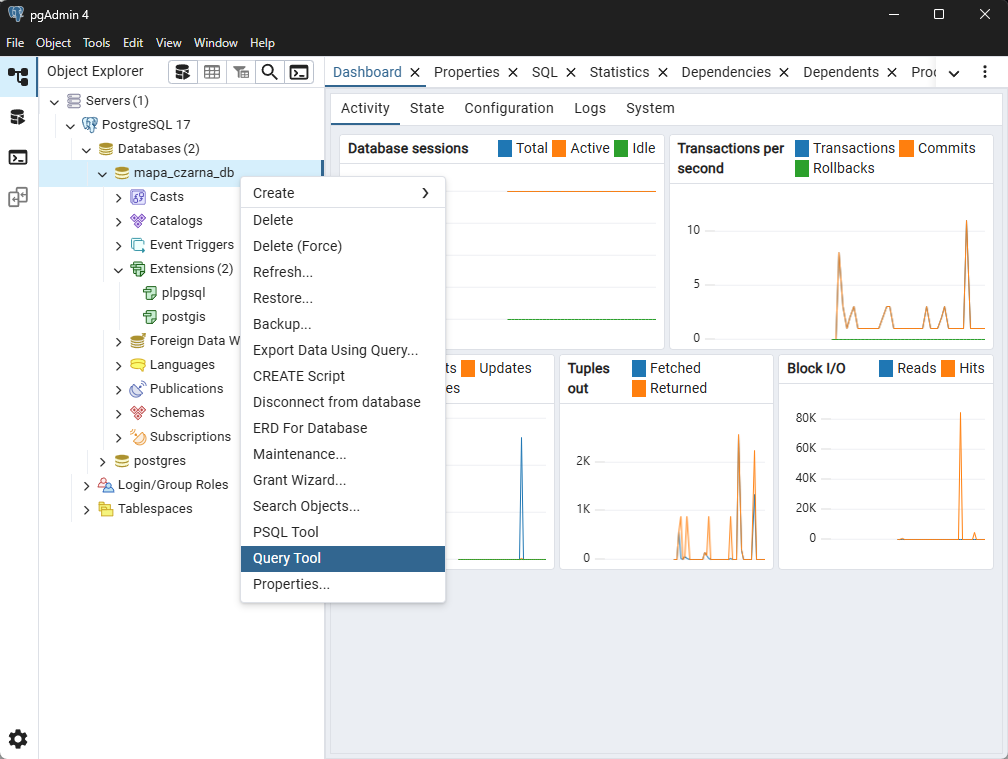 pgAdmin 4
File Object Tools Edit View Window Help
Object Explorer
Servers (1)
PostgreSQL 17
Databases (2)
mapa_czarna_db
Casts
Catalogs
Event Triggers
Extensions (2)
plpgsql
postgis
Foreign Data W
Languages
Publications
Schemas
Subscriptions
postgres
Login/Group Roles
Tablespaces
Create
Delete
Delete (Force)
Refresh...
Restore...
Backup...
Export Data Using Query...
CREATE Script
Disconnect from database
ERD For Database
Maintenance...
Grant Wizard...
Search Objects...
PSQL Tool
Query Tool
Properties...
Dashboard Properties SQL Statistics Dependencies Dependents Proc
Activity State Configuration Logs System
Database sessions Total Active Idle
Transactions per second
Transactions Commits
Rollbacks
10
5
0
ts Updates
es
Tuples out
Fetched
Returned
2K
1K
0
Block I/O Reads Hits
80K
60K
40K
20K
0